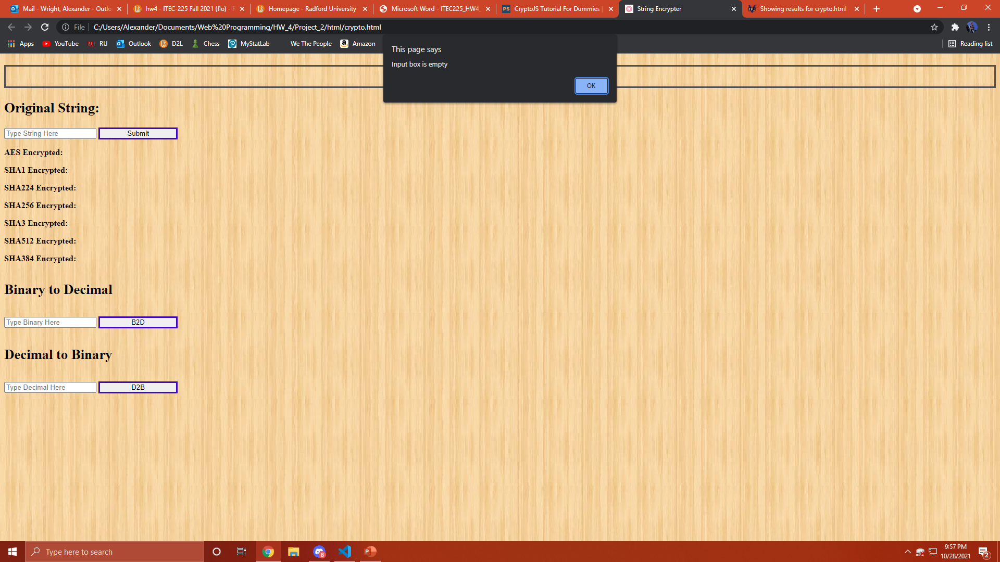 Mail - Wright, Alexander - Outlo
hw4 - ITEC-225 Fall 2021 (flo) - R
Homepage - Radford University
Microsoft Word - ITEC225_HW4_
CryptoJS Tutorial For Dummies |
String Encrypter
Showing results for crypto.html -
File C:/Users/Alexander/Documents/Web%20Programming/HW_4/Project_2/html/crypto.html
Apps YouTube RU Outlook D2L Chess MyStatLab We The People Amazon Reading list
This page says
Input box is empty
OK
Original String:
Type String Here Submit
AES Encrypted:
SHA1 Encrypted:
SHA224 Encrypted:
SHA256 Encrypted:
SHA3 Encrypted:
SHA512 Encrypted:
SHA384 Encrypted:
Binary to Decimal
Type Binary Here B2D
Decimal to Binary
Type Decimal Here D2B
Type here to search
8
9:57 PM
10/28/2021
2